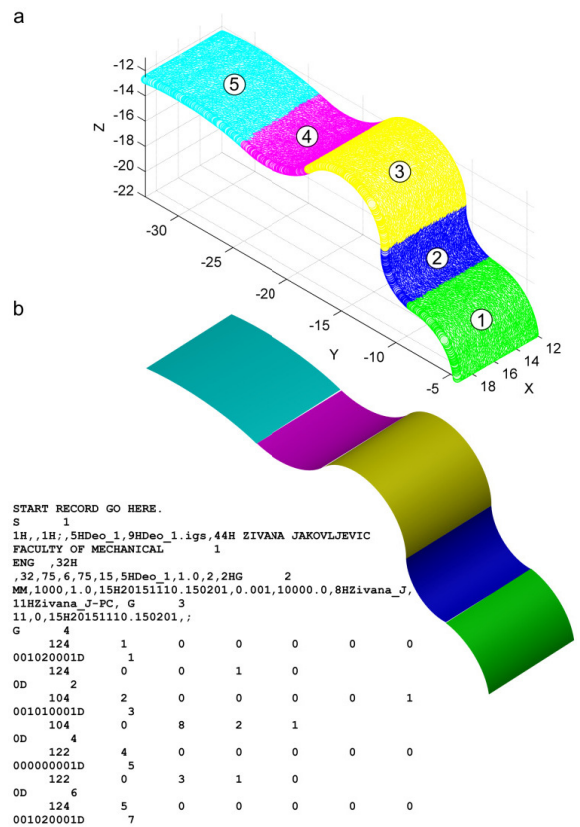 a
-12
-14
-16
-18
-20
-22
Z
5
4
3
2
1
-30
-25
-20
-15
-10
-5
Y
12
14
16
18
X
b
START RECORD GO HERE.
S 1
1H,,1H;,5HDeo_1,9HDeo_1.igs,44H ZIVANA JAKOVLJEVIC
FACULTY OF MECHANICAL 1
ENG ,32H
,32,75,6,75,15,5HDeo_1,1.0,2,2HG 2
MM,1000,1.0,15H20151110.150201,0.001,10000.0,8HZivana_J,
11HZivana_J-PC, G 3
11,0,15H20151110.150201,;
G 4
124 1 0 0 0 0
001020001D 1
124 0 0 1 0
0D 2
104 2 0 0 0 1
001010001D 3
104 0 8 2 1
0D 4
122 4 0 0 0 0
000000001D 5
122 0 3 1 0
0D 6
124 5 0 0 0 0
001020001D 7